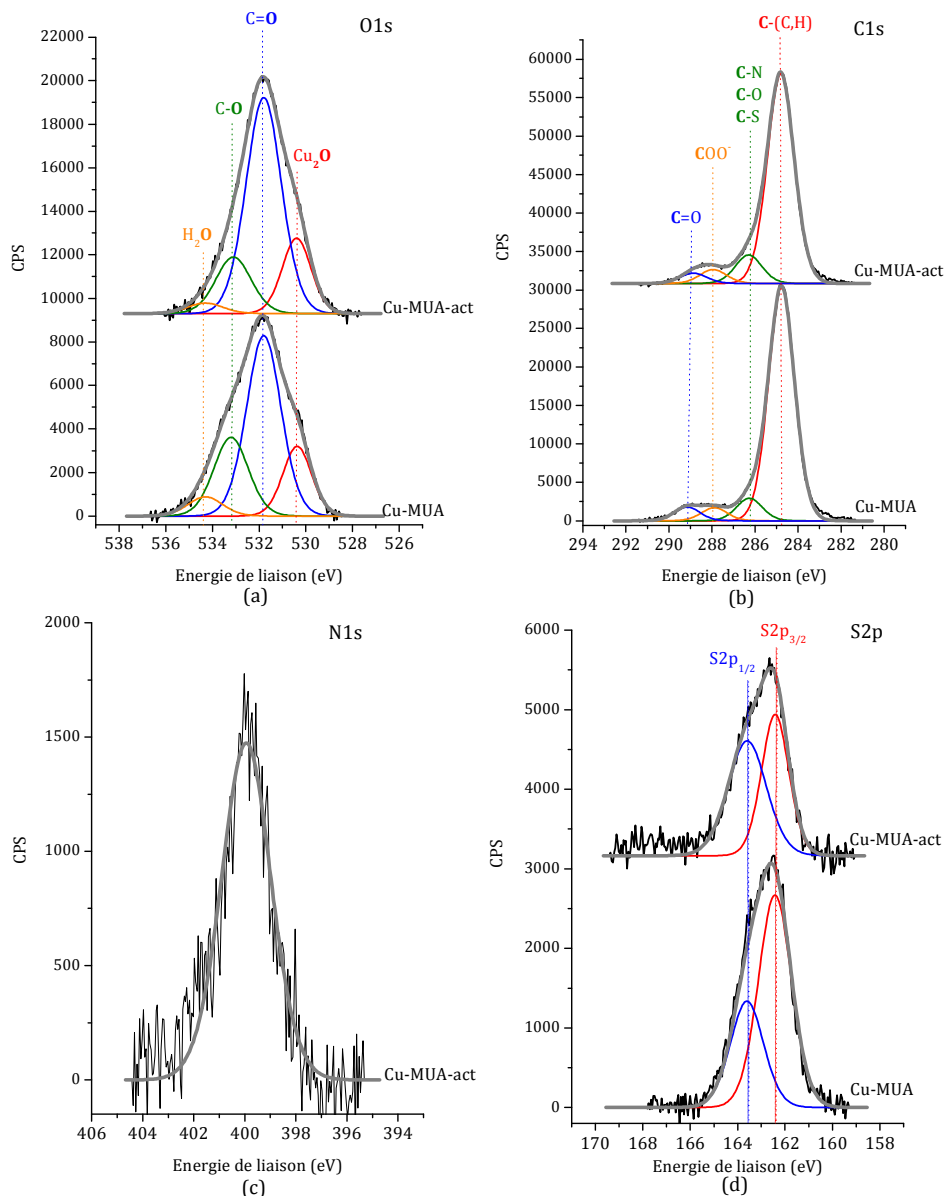 O1s
C=O
C-O
Cu2O
H2O
22000
20000
18000
16000
14000
12000
10000
8000
6000
4000
2000
0
CPS
Cu-MUA-act
Cu-MUA
538 536 534 532 530 528 526
Energie de liaison (eV)
(a)
C1s
C-(C,H)
C-N
C-O
C-S
COO-
C=O
60000
55000
50000
45000
40000
35000
30000
25000
20000
15000
10000
5000
0
CPS
Cu-MUA-act
Cu-MUA
294 292 290 288 286 284 282 280
Energie de liaison (eV)
(b)
N1s
2000
1500
1000
500
0
CPS
Cu-MUA-act
406 404 402 400 398 396 394
Energie de liaison (eV)
(c)
S2p3/2
S2p
S2p1/2
6000
5000
4000
3000
2000
1000
0
CPS
Cu-MUA-act
Cu-MUA
170 168 166 164 162 160 158
Energie de liaison (eV)
(d)